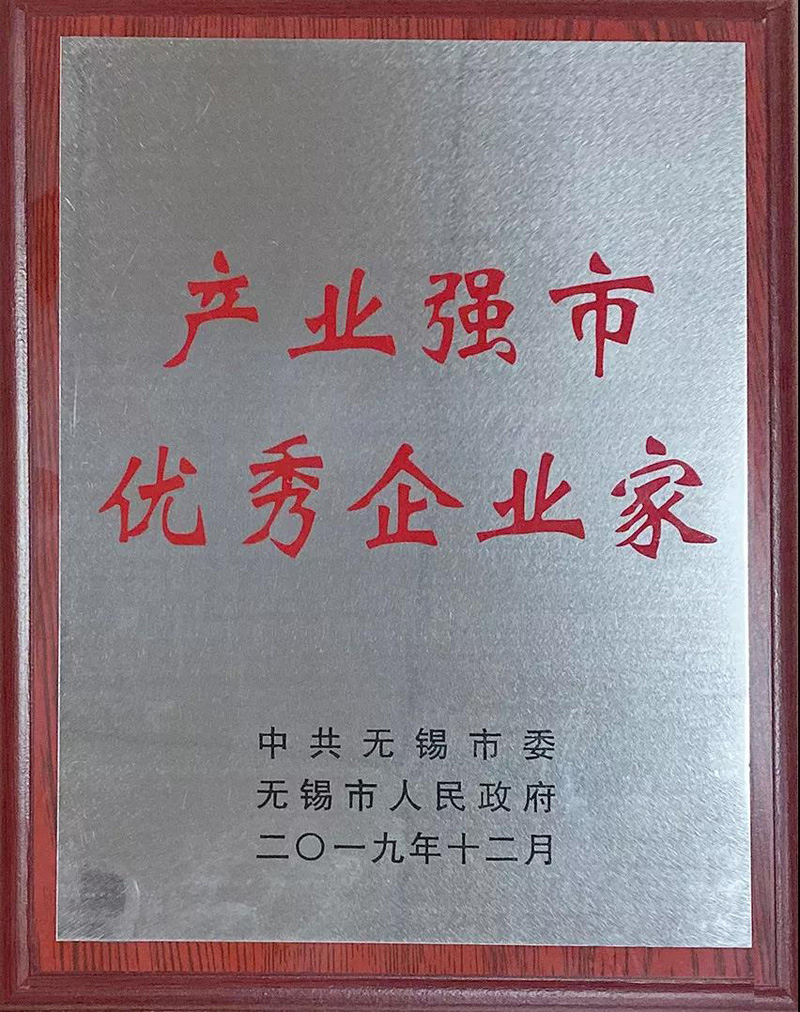 产业强市
优秀企业家
中共无锡市委
无锡市人民政府
二〇一九年十二月